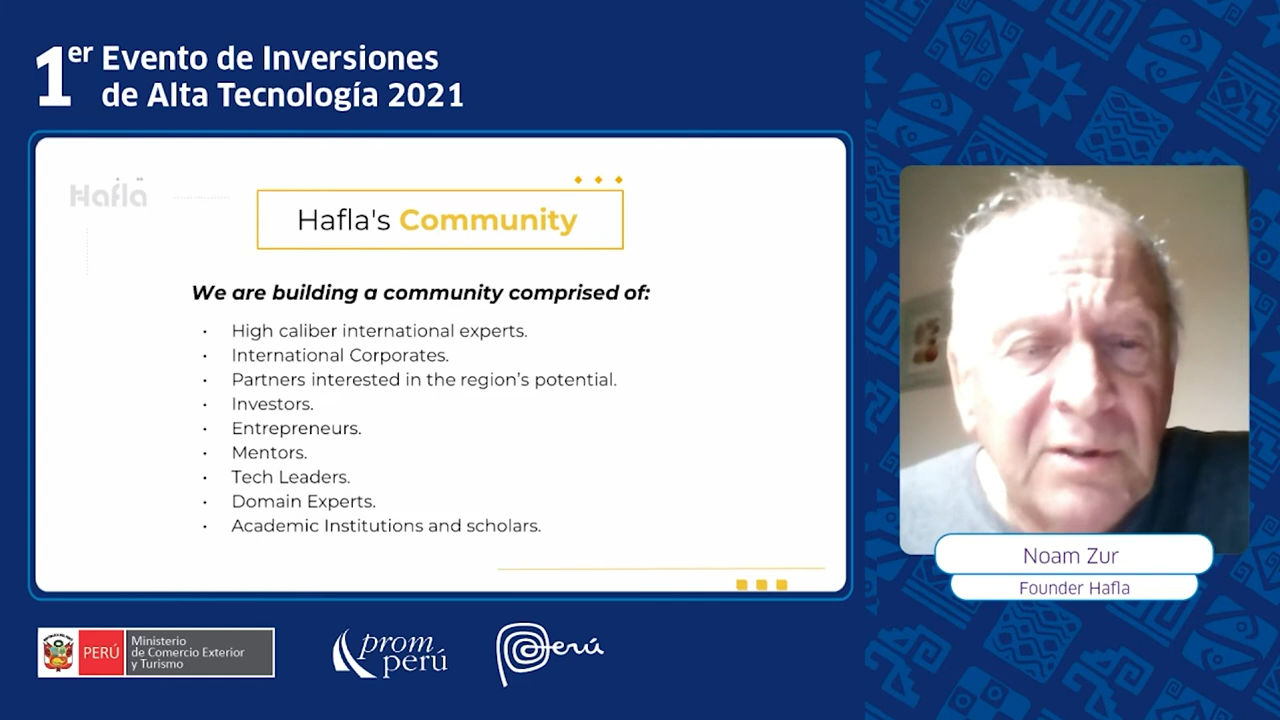 1er Evento de Inversiones
de Alta Tecnología 2021
Hafla
Hafla's Community
We are building a community comprised of:
• High caliber international experts.
• International Corporates.
• Partners interested in the region's potential.
• Investors.
• Entrepreneurs.
• Mentors.
• Tech Leaders.
• Domain Experts.
• Academic Institutions and scholars.
Noam Zur
Founder Hafla
PERÚ
Ministerio
de Comercio Exterior
y Turismo
prom
perú
Perú